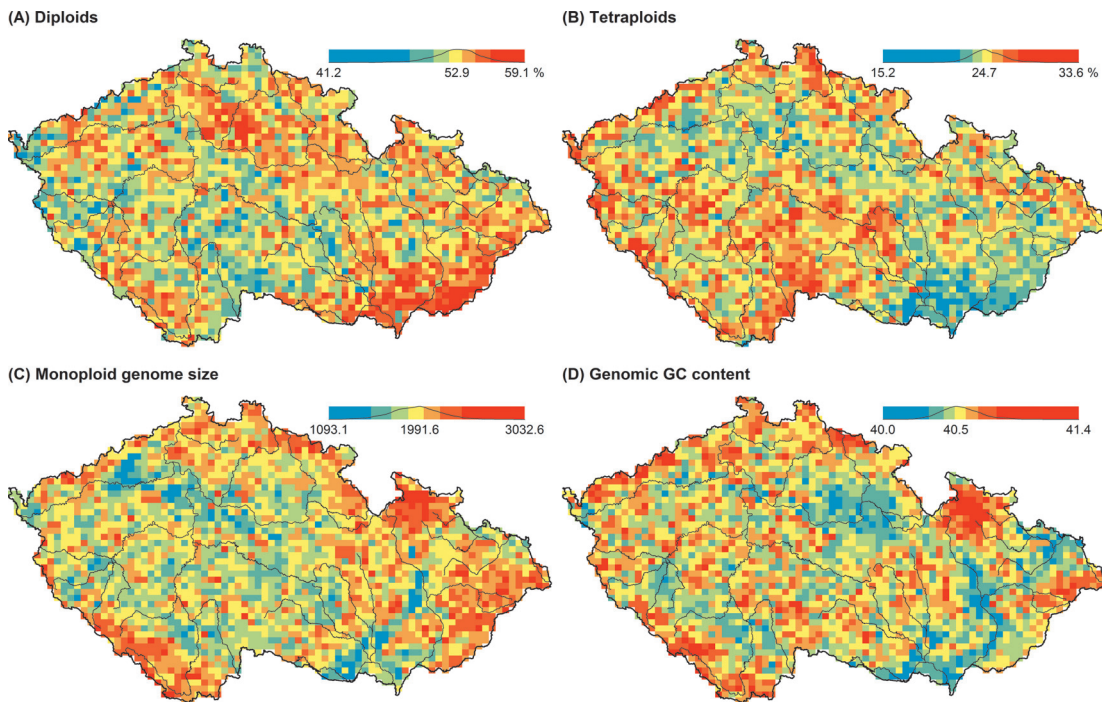 (A) Diploids
41.2 52.9 59.1 %
(B) Tetraploids
15.2 24.7 33.6 %
(C) Monoploid genome size
1093.1 1991.6 3032.6
(D) Genomic GC content
40.0 40.5 41.4